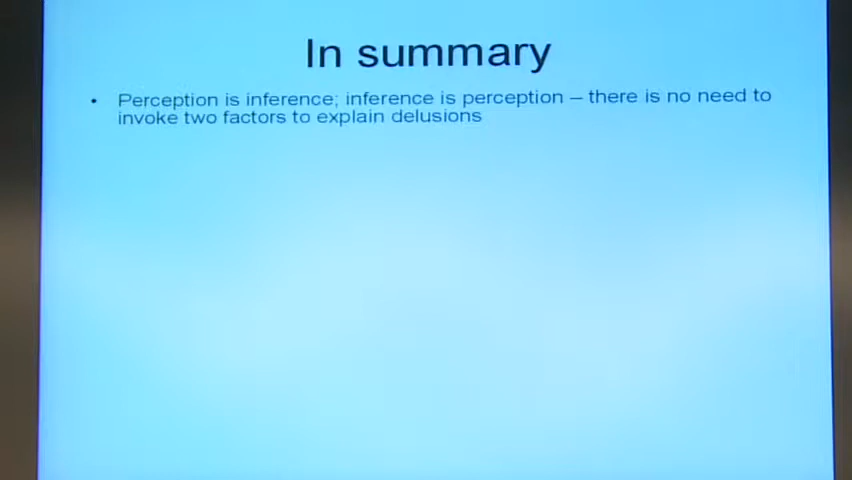 In summary
• Perception is inference; inference is perception – there is no need to
invoke two factors to explain delusions